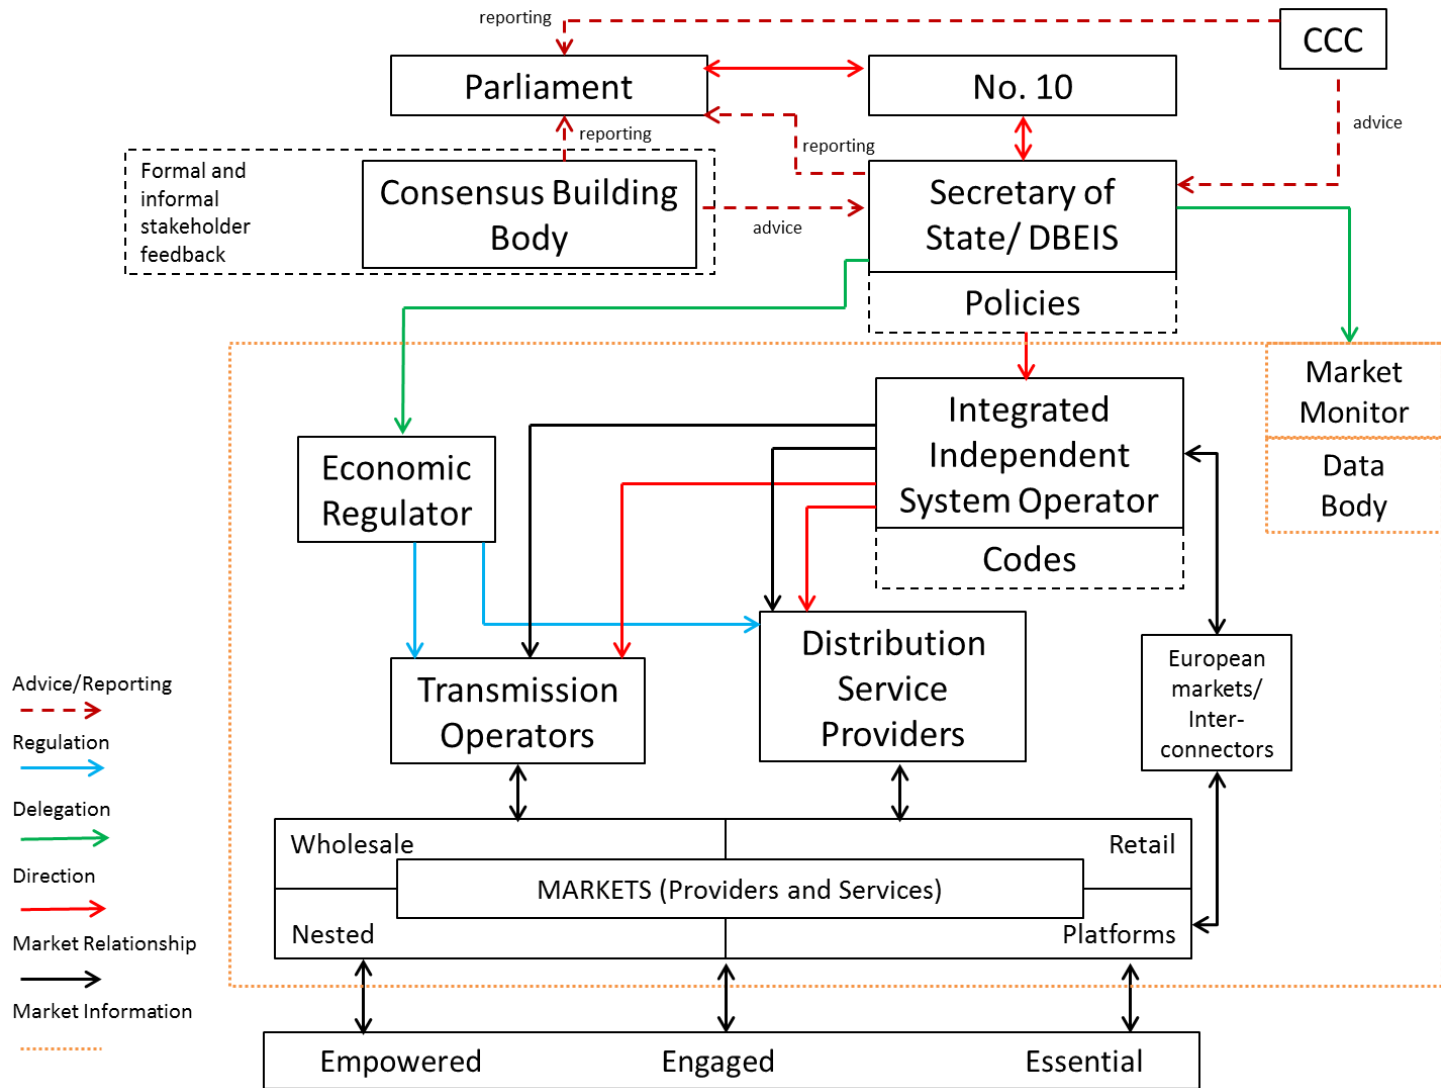 reporting
CCC
Parliament
No. 10
advice
reporting
reporting
Formal and
informal
stakeholder
feedback
Consensus Building
Body
advice
Secretary of
State/ DBEIS
Policies
Market
Monitor
Data
Body
Integrated
Independent
System Operator
Codes
Economic
Regulator
Transmission
Operators
Distribution
Service
Providers
European
markets/
Inter-
connectors
Advice/Reporting
Regulation
Delegation
Direction
Market Relationship
Market Information
Wholesale
Retail
MARKETS (Providers and Services)
Nested
Platforms
Empowered
Engaged
Essential